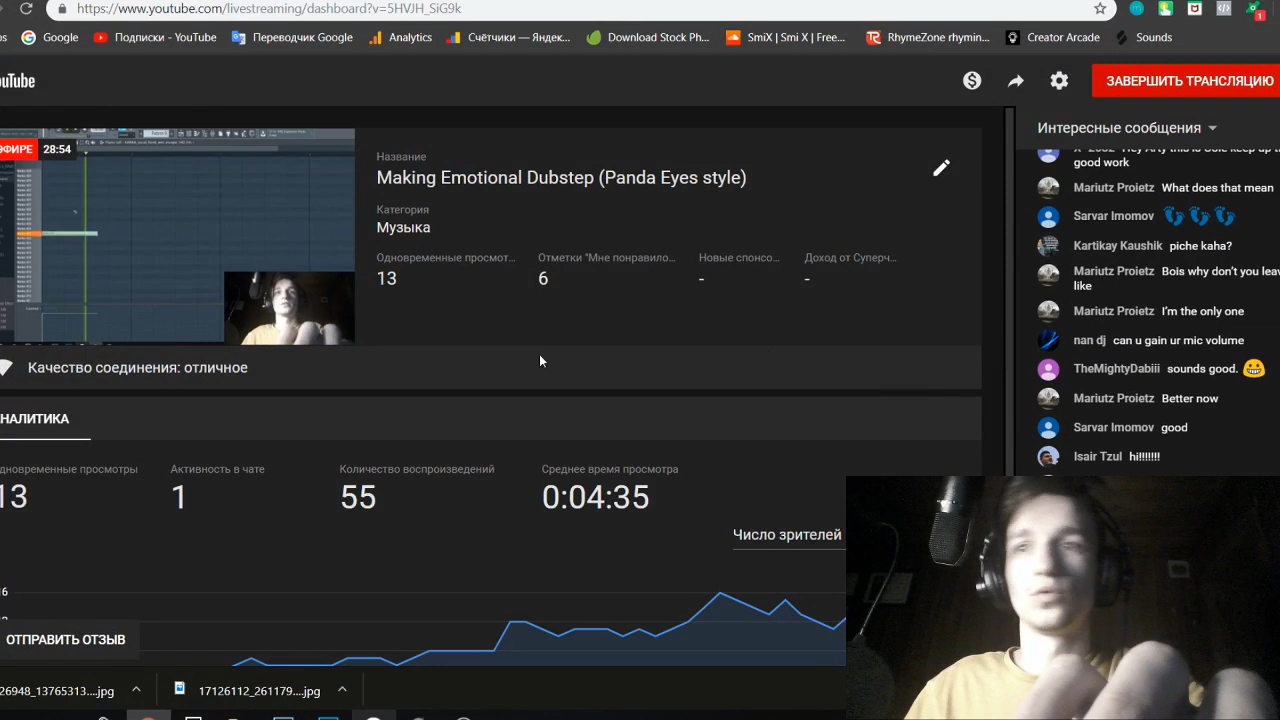 https://www.youtube.com/livestreaming/dashboard?v=5HVJH_SiG9k
Google
Подписки - YouTube
Переводчик Google
Analytics
Счётчики — Яндек...
Download Stock Ph...
SmiX | Smi X | Free...
RhymeZone rhymin...
Creator Arcade
Sounds
ouTube
ЗАВЕРШИТЬ ТРАНСЛЯЦИЮ
ЭФИРЕ 28:54
Название
Making Emotional Dubstep (Panda Eyes style)
Категория
Музыка
Одновременные просмот...
13
Отметки "Мне понравило...
6
Новые спонсо...
-
Доход от Суперч...
-
Качество соединения: отличное
НАЛИТИКА
дновременные просмотры
13
Активность в чате
1
Количество воспроизведений
55
Среднее время просмотра
0:04:35
Число зрителей
16
ОТПРАВИТЬ ОТЗЫВ
26948_13765313....jpg
17126112_261179....jpg
Интересные сообщения
good work
Mariutz Proietz What does that mean
Sarvar Imomov 👣 👣 👣
Kartikay Kaushik piche kaha?
Mariutz Proietz Bois why don't you leav
like
Mariutz Proietz I'm the only one
nan dj can u gain ur mic volume
TheMightyDabiii sounds good. 😁
Mariutz Proietz Better now
Sarvar Imomov good
Isair Tzul hi!!!!!!!